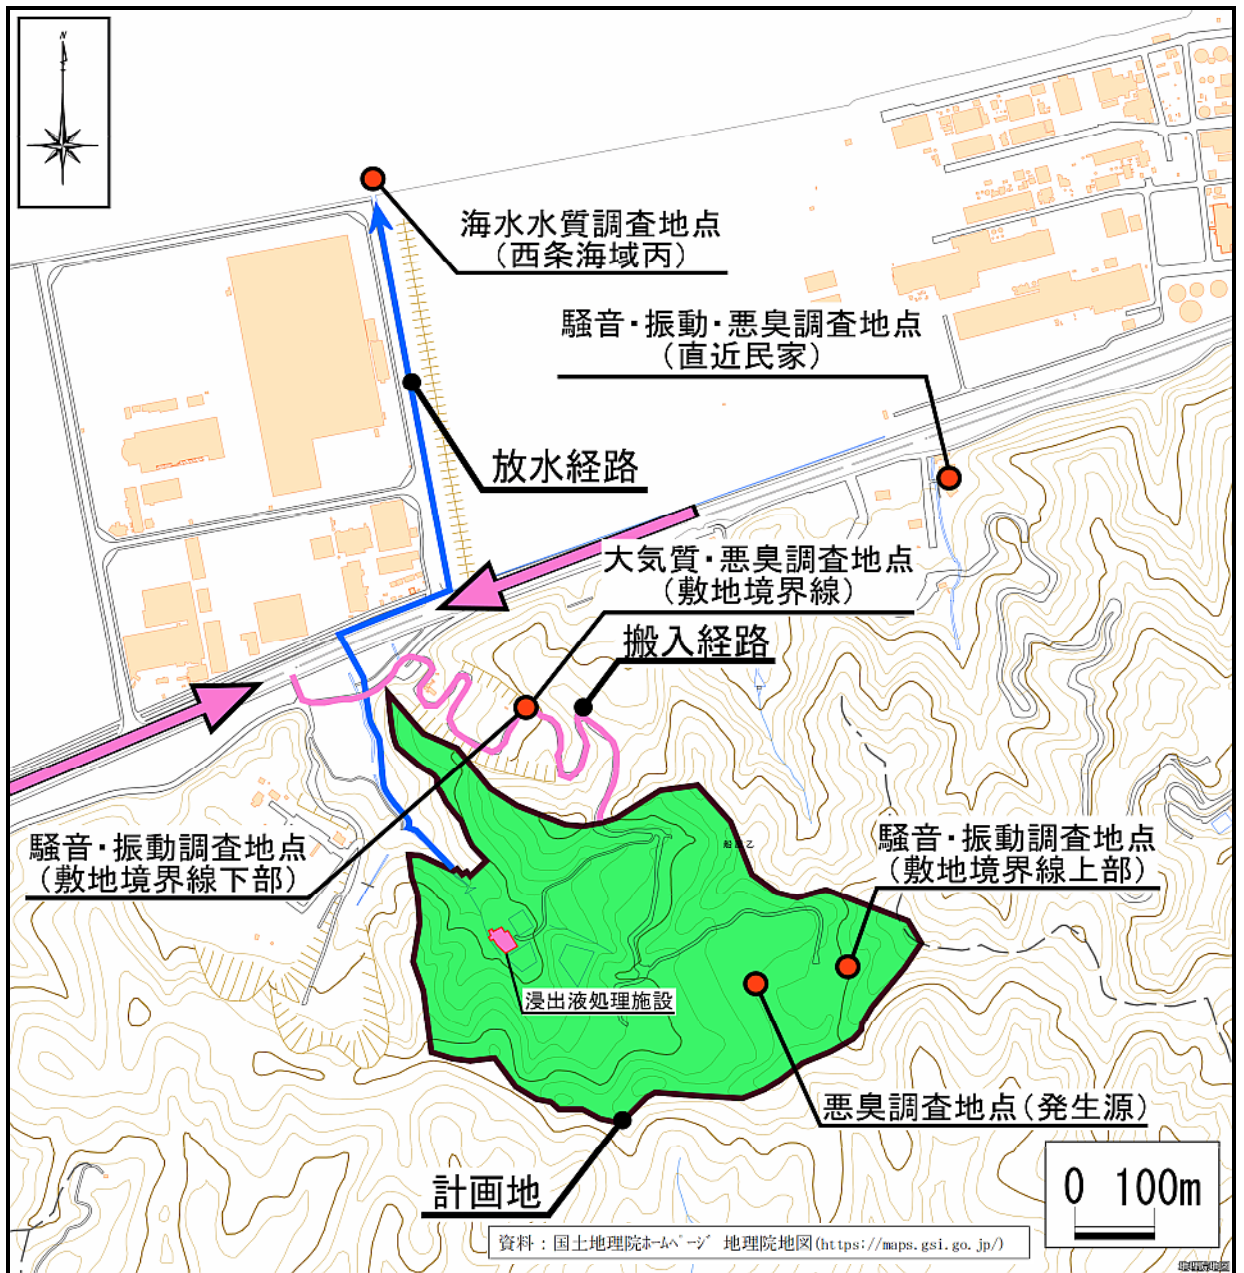 N
海水水質調査地点
（西条海域丙）
騒音・振動・悪臭調査地点
（直近民家）
放水経路
大気質・悪臭調査地点
（敷地境界線）
搬入経路
騒音・振動調査地点
（敷地境界線下部）
騒音・振動調査地点
（敷地境界線上部）
浸出液処理施設
悪臭調査地点（発生源）
計画地
0 100m
資料：国土地理院ホームページ 地理院地図(https://maps.gsi.go.jp/)
地理院地図